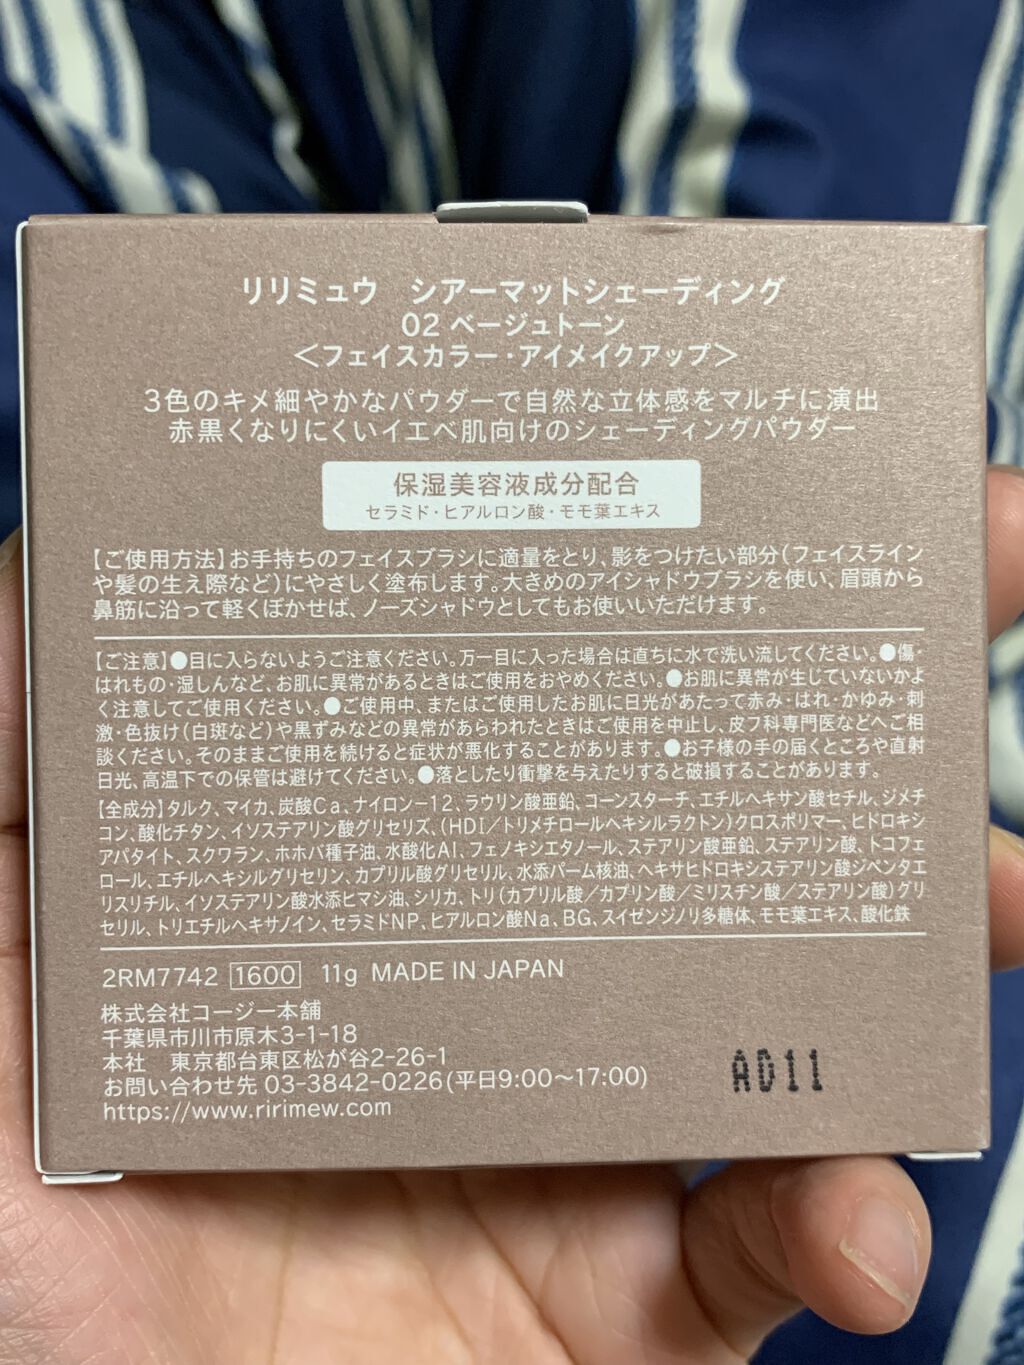 リリミュウ シアーマットシェーディング
02 ベージュトーン
＜フェイスカラー・アイメイクアップ＞
3色のキメ細やかなパウダーで自然な立体感をマルチに演出
赤黒くなりにくいイエベ肌向けのシェーディングパウダー
保湿美容液成分配合
セラミド・ヒアルロン酸・モモ葉エキス
【ご使用方法】お手持ちのフェイスブラシに適量をとり、影をつけたい部分(フェイスライン
や髪の生え際など)にやさしく塗布します。大きめのアイシャドウブラシを使い、眉頭から
鼻筋に沿って軽くぼかせば、ノーズシャドウとしてもお使いいただけます。
【ご注意】●目に入らないようご注意ください。万一目に入った場合は直ちに水で洗い流してください。●傷・
はれもの・湿しんなど、お肌に異常があるときはご使用をおやめください。●お肌に異常が生じていないかよ
く注意してご使用ください。●ご使用中、またはご使用したお肌に日光があたって赤み・はれ・かゆみ・刺
激・色抜け(白斑など)や黒ずみなどの異常があらわれたときはご使用を中止し、皮フ科専門医などへご相
談ください。そのままご使用を続けると症状が悪化することがあります。●お子様の手の届くところや直射
日光、高温下での保管は避けてください。●落としたり衝撃を与えたりすると破損することがあります。
【全成分】タルク、マイカ、炭酸Ca、ナイロン-12、ラウリン酸亜鉛、コーンスターチ、エチルヘキサン酸セチル、ジメチ
コン、酸化チタン、イソステアリン酸グリセリズ、(HDI／トリメチロールヘキシルラクトン)クロスポリマー、ヒドロキシ
アパタイト、スクワラン、ホホバ種子油、水酸化Al、フェノキシエタノール、ステアリン酸亜鉛、ステアリン酸、トコフェ
ロール、エチルヘキシルグリセリン、カプリル酸グリセリル、水添パーム核油、ヘキサヒドロキシステアリン酸ジペンタエ
リスリチル、イソステアリン酸水添ヒマシ油、シリカ、トリ(カプリル酸／カプリン酸／ミリスチン酸／ステアリン酸)グリ
セリル、トリエチルヘキサノイン、セラミドNP、ヒアルロン酸Na、BG、スイゼンジノリ多糖体、モモ葉エキス、酸化鉄
2RM7742 1600 11g MADE IN JAPAN
株式会社コージー本舗
千葉県市川市原木3-1-18
本社 東京都台東区松が谷2-26-1
お問い合わせ先 03-3842-0226(平日9:00〜17:00)
https://www.ririmew.com
AD11